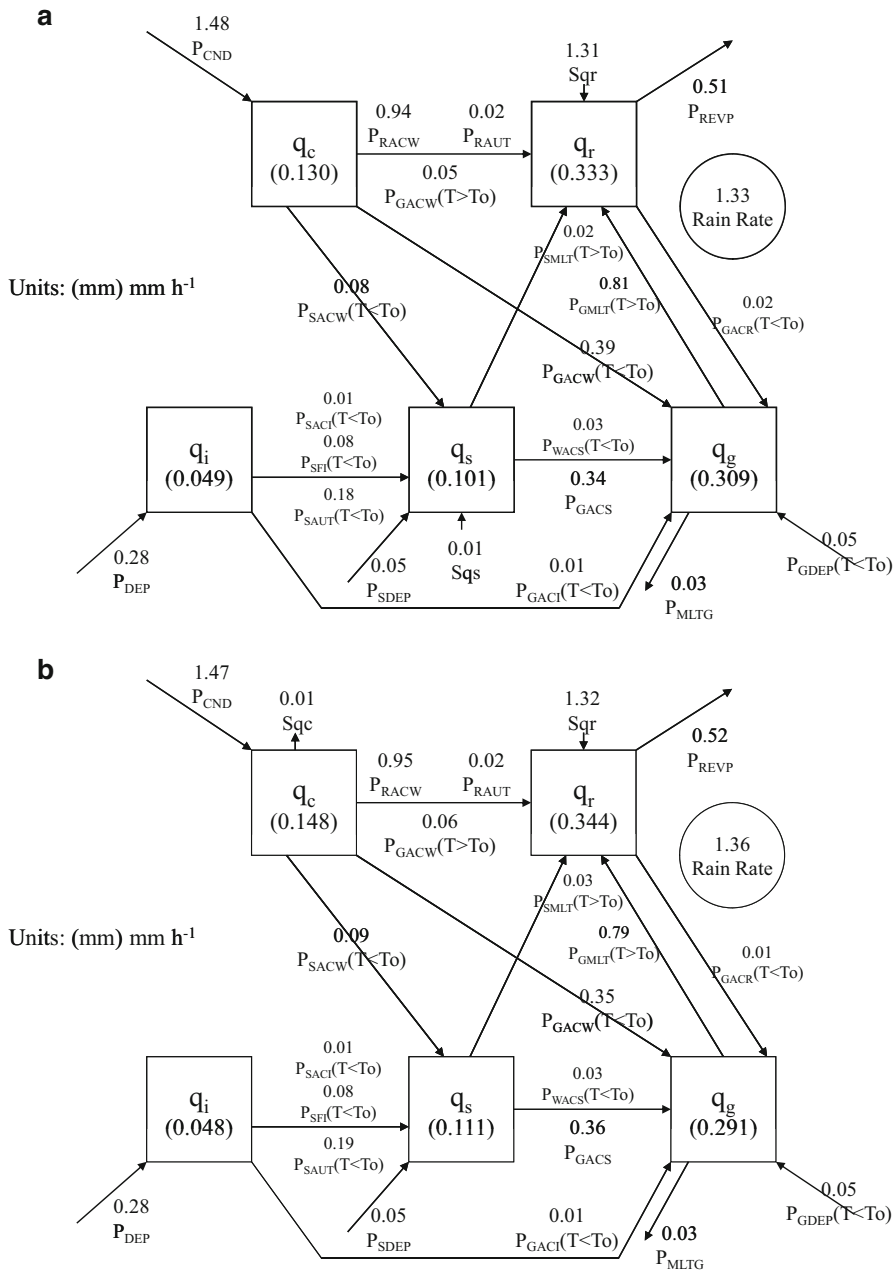 a
1.48
P_CND
1.31
Sqr
0.51
P_REVP
q_c
(0.130)
0.94
P_RACW
0.02
P_RAUT
0.05
P_GACW(T>To)
q_r
(0.333)
1.33
Rain Rate
0.02
P_SMLT(T>To)
Units: (mm) mm h-1
0.08
P_SACW(T<To)
0.81
P_GMLT(T>To)
0.02
P_GACR(T<To)
0.39
P_GACW(T<To)
q_i
(0.049)
0.01
P_SACI(T<To)
0.08
P_SFI(T<To)
0.18
P_SAUT(T<To)
q_s
(0.101)
0.03
P_WACS(T<To)
0.34
P_GACS
q_g
(0.309)
0.28
P_DEP
0.05
P_SDEP
0.01
Sqs
0.01
P_GACI(T<To)
0.03
P_MLTG
0.05
P_GDEP(T<To)
b
1.47
P_CND
0.01
Sqc
1.32
Sqr
0.52
P_REVP
q_c
(0.148)
0.95
P_RACW
0.02
P_RAUT
0.06
P_GACW(T>To)
q_r
(0.344)
1.36
Rain Rate
0.03
P_SMLT(T>To)
Units: (mm) mm h-1
0.09
P_SACW(T<To)
0.79
P_GMLT(T>To)
0.01
P_GACR(T<To)
0.35
P_GACW(T<To)
q_i
(0.048)
0.01
P_SACI(T<To)
0.08
P_SFI(T<To)
0.19
P_SAUT(T<To)
q_s
(0.111)
0.03
P_WACS(T<To)
0.36
P_GACS
q_g
(0.291)
0.28
P_DEP
0.05
P_SDEP
0.01
P_GACI(T<To)
0.03
P_MLTG
0.05
P_GDEP(T<To)